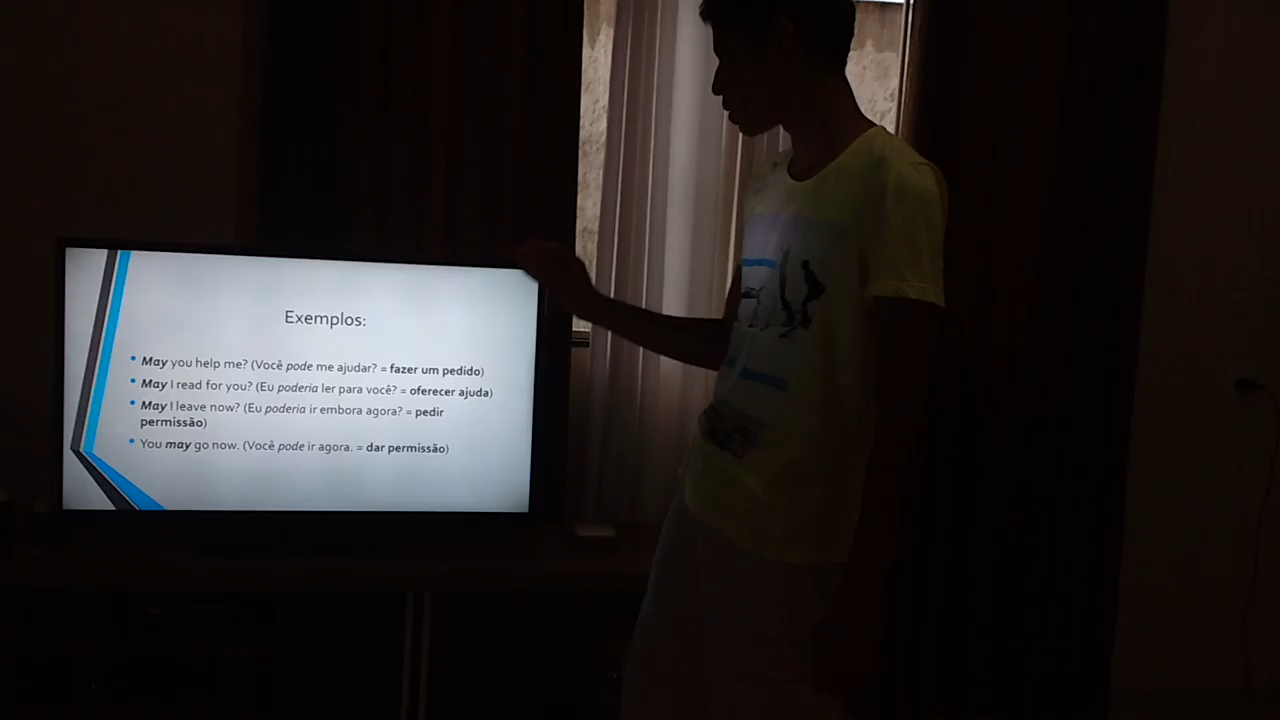 Exemplos:
May you help me? (Você pode me ajudar? = fazer um pedido)
May I read for you? (Eu poderia ler para você? = oferecer ajuda)
May I leave now? (Eu poderia ir embora agora? = pedir
permissão)
You may go now. (Você pode ir agora. = dar permissão)